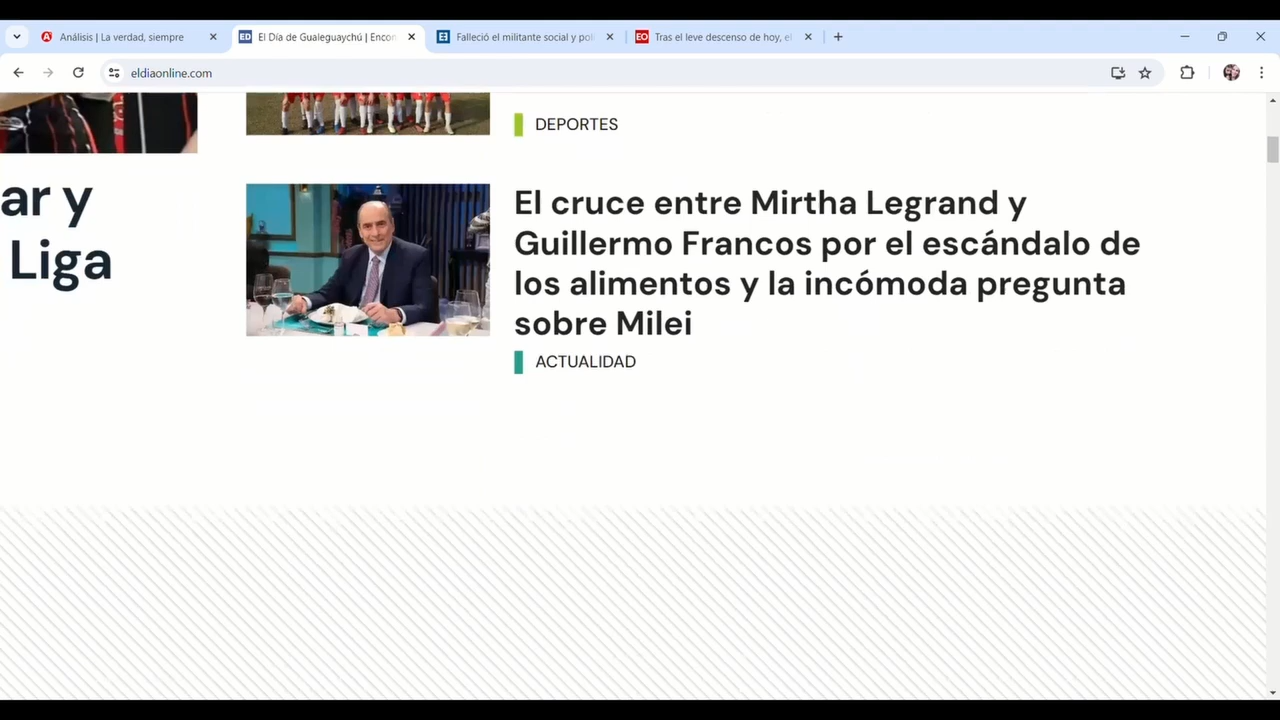 Análisis | La verdad, siempre
El Día de Gualeguaychú | Encon
Falleció el militante social y pol
Tras el leve descenso de hoy, el
eldiaonline.com
DEPORTES
ar y
Liga
El cruce entre Mirtha Legrand y
Guillermo Francos por el escándalo de
los alimentos y la incómoda pregunta
sobre Milei
ACTUALIDAD